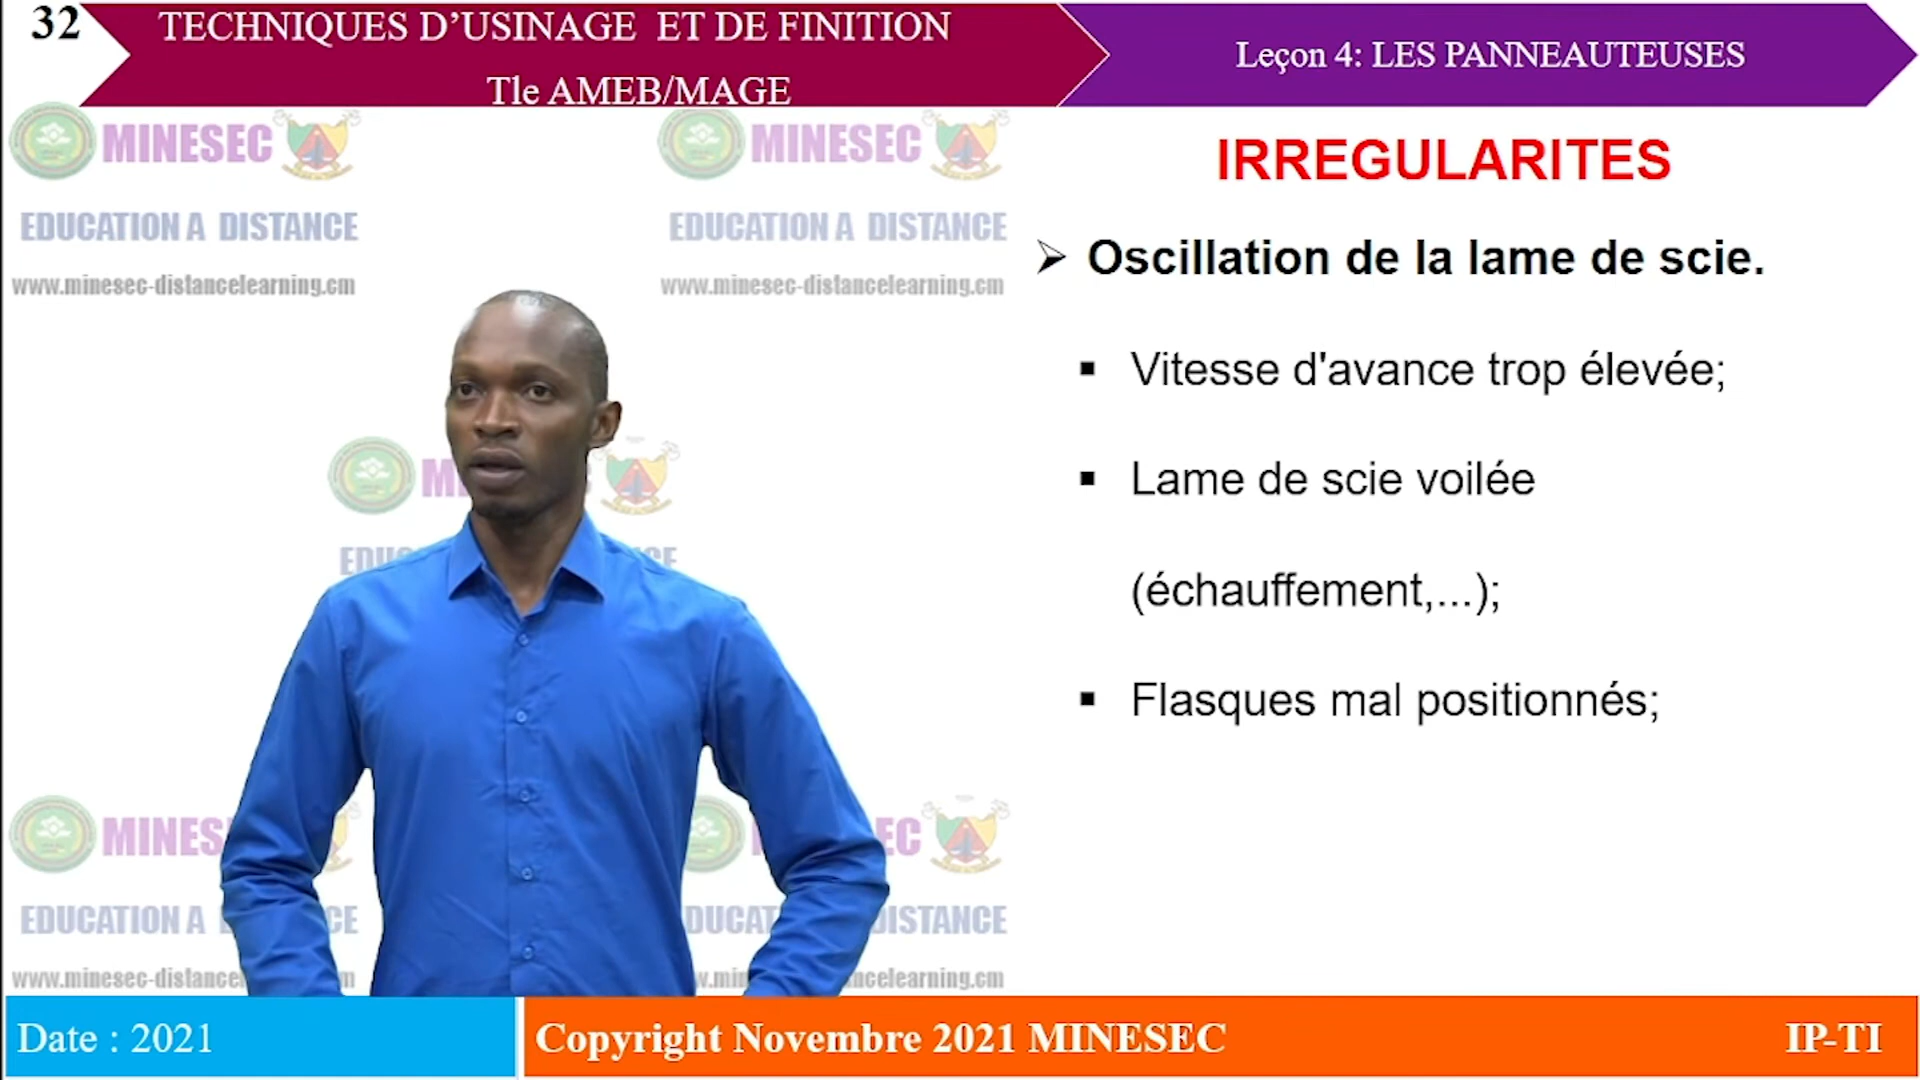 32
TECHNIQUES D’USINAGE ET DE FINITION
Tle AMEB/MAGE
Leçon 4: LES PANNEAUTEUSES
MINESEC
EDUCATION A DISTANCE
www.minesec-distancelearning.cm
MINESEC
EDUCATION A DISTANCE
www.minesec-distancelearning.cm
IRREGULARITES
➢ Oscillation de la lame de scie.
▪ Vitesse d'avance trop élevée;
▪ Lame de scie voilée
(échauffement,...);
▪ Flasques mal positionnés;
Date : 2021
Copyright Novembre 2021 MINESEC
IP-TI